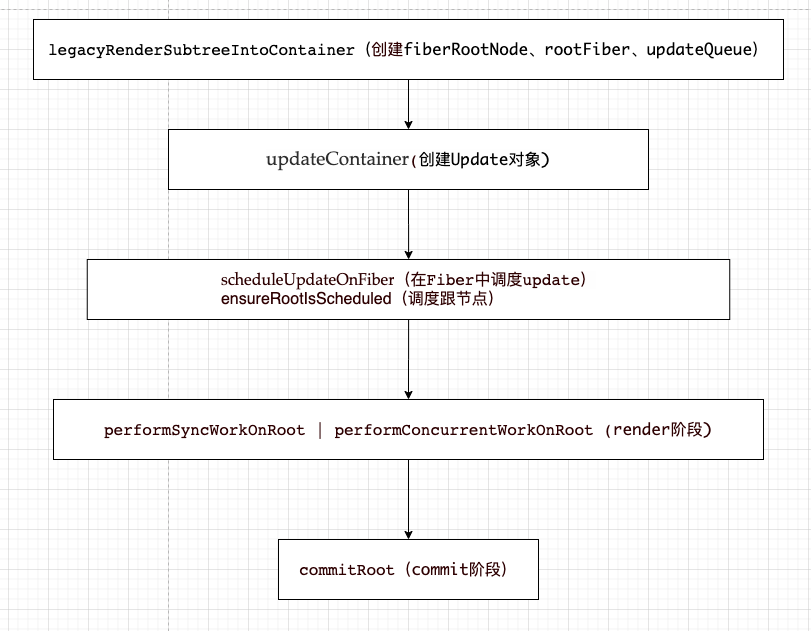 legacyRenderSubtreeIntoContainer（创建fiberRootNode、rootFiber、updateQueue）
updateContainer(创建Update对象)
scheduleUpdateOnFiber（在Fiber中调度update）
ensureRootIsScheduled（调度跟节点）
performSyncWorkOnRoot | performConcurrentWorkOnRoot（render阶段）
commitRoot（commit阶段）